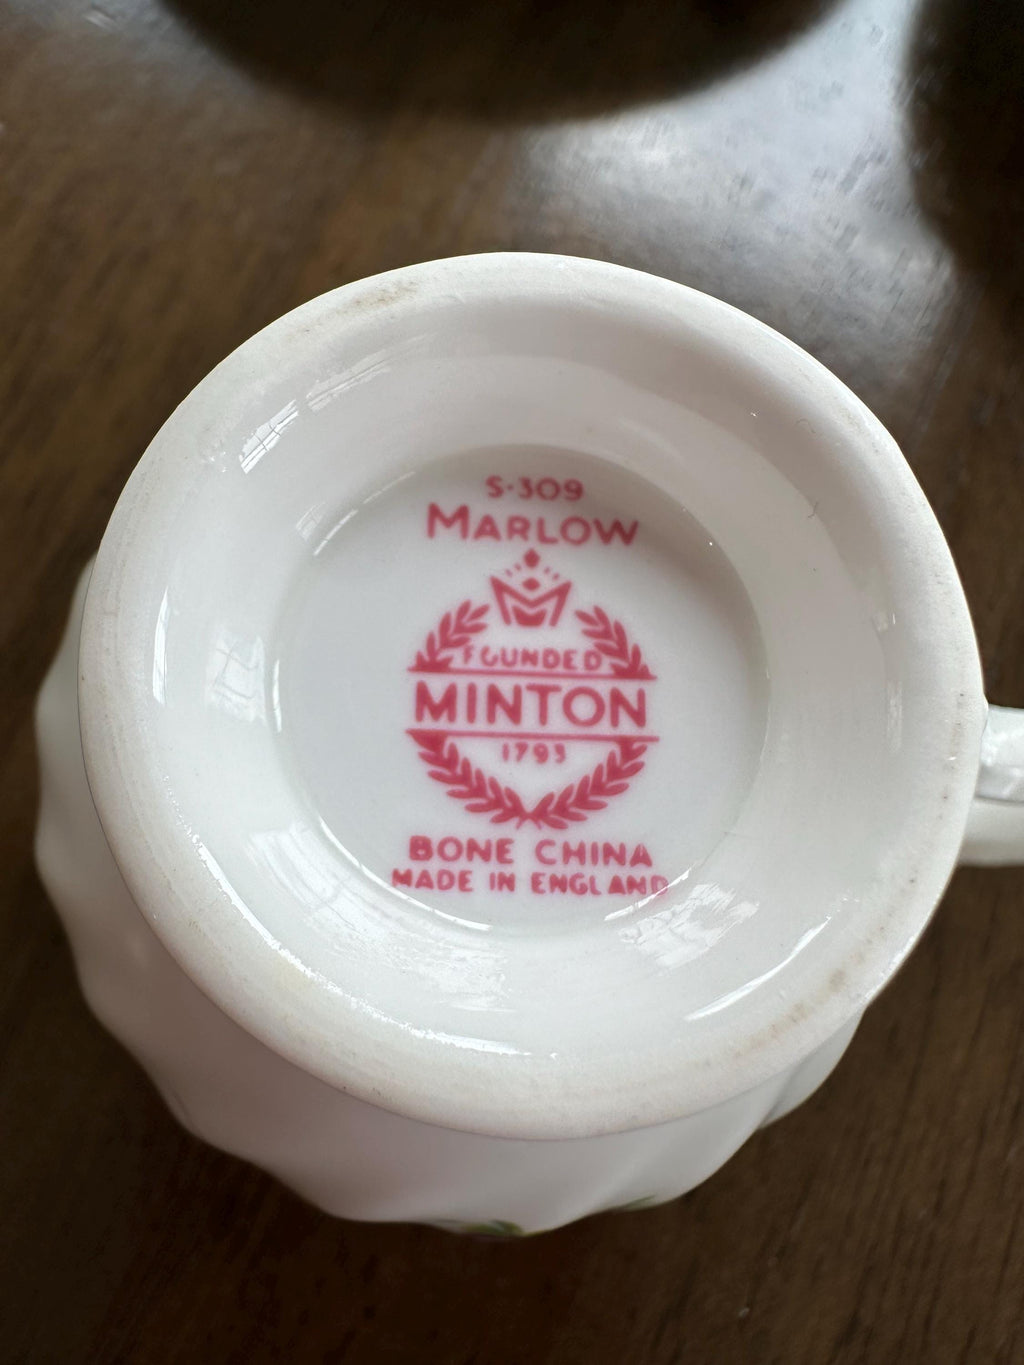 S·309
MARLOW
FOUNDED
MINTON
1793
BONE CHINA
MADE IN ENGLAND